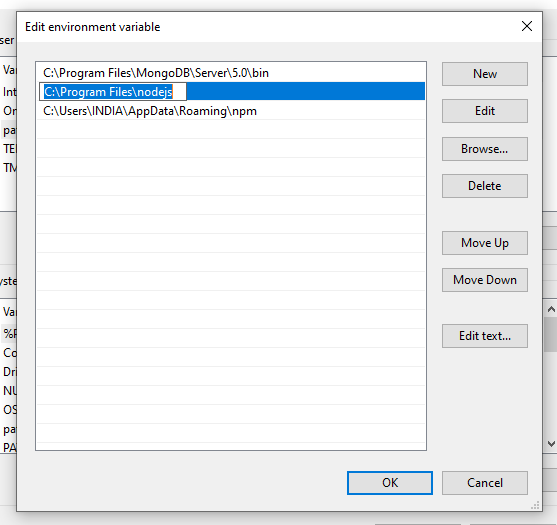 Edit environment variable
ser
Va
C:\Program Files\MongoDB\Server\5.0\bin
New
Int
C:\Program Files\nodejs
On
C:\Users\INDIA\AppData\Roaming\npm
Edit
pa
TE
Browse...
TM
Delete
Move Up
Move Down
yste
Va
%P
Edit text...
Co
Dri
NU
OS
pa
PA
OK
Cancel